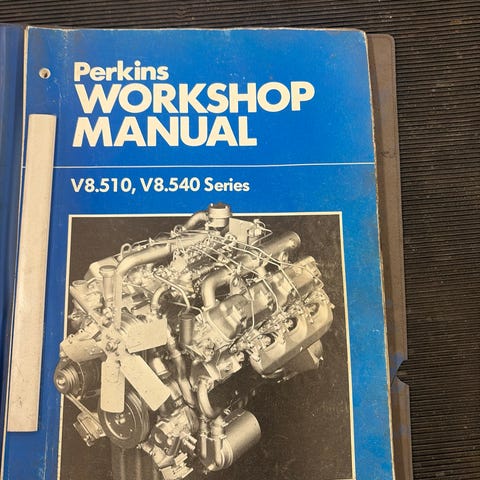 Perkins
WORKSHOP
MANUAL
V8.510, V8.540 Series